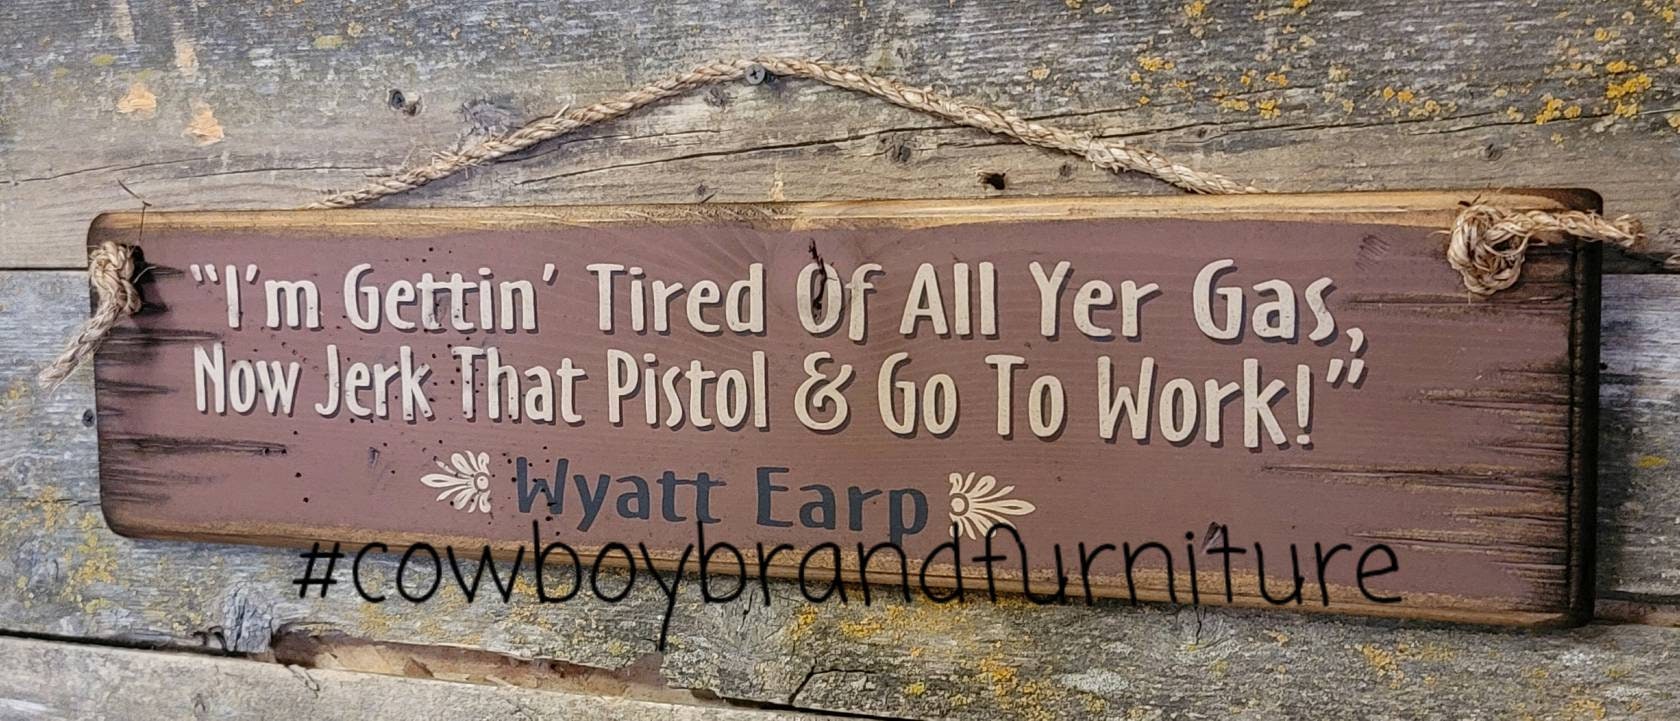 “I'm Gettin' Tired Of All Yer Gas,
Now Jerk That Pistol & Go To Work!”
Wyatt Earp
#cowboybrandfurniture